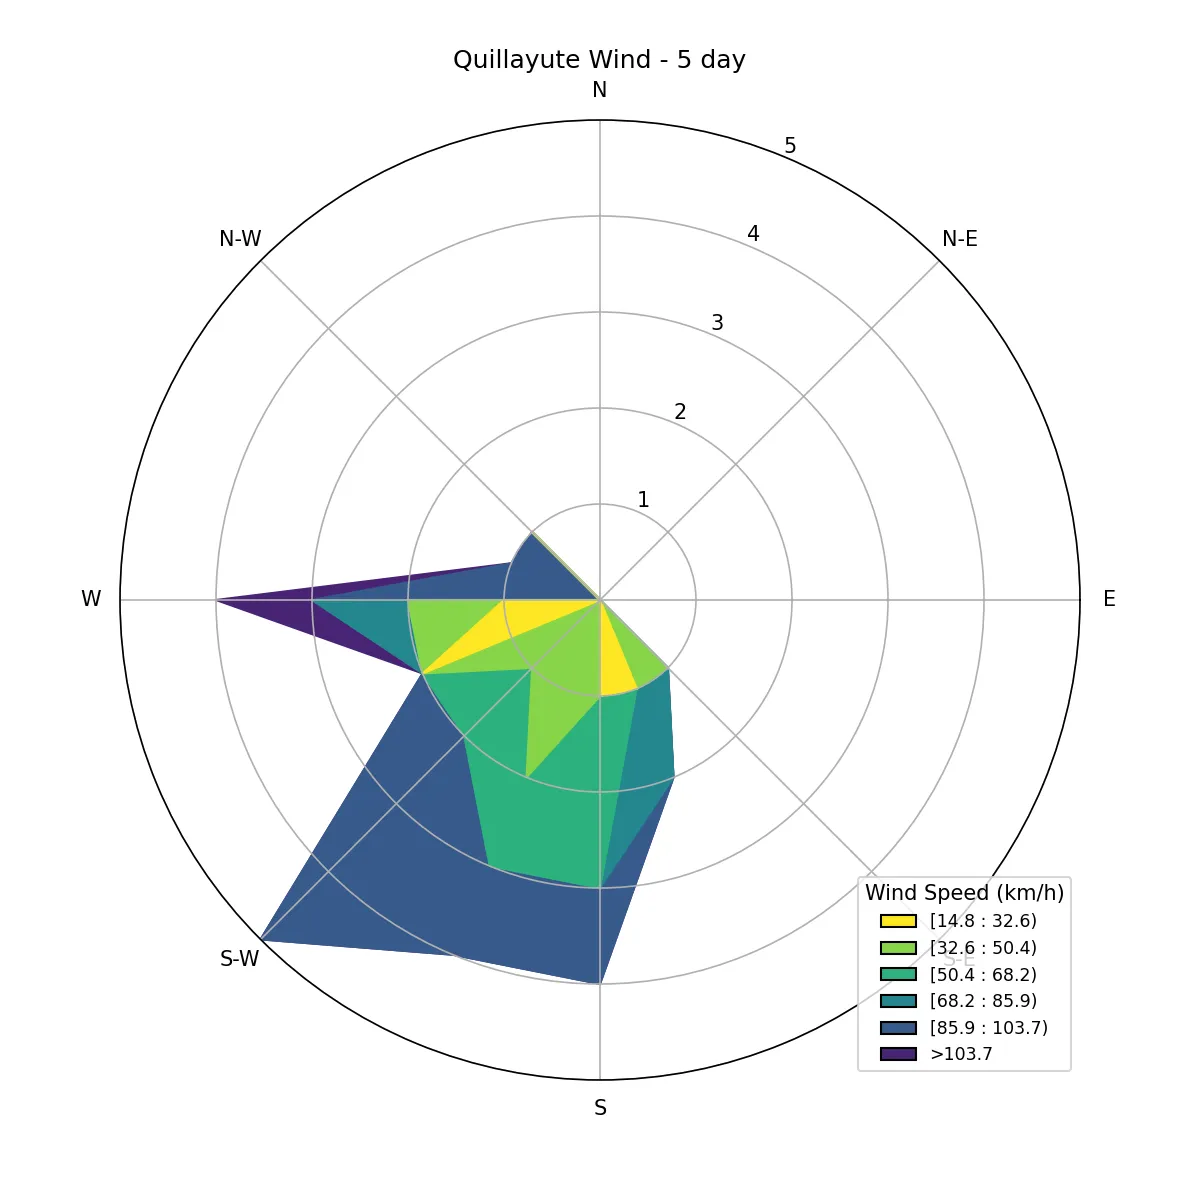 Quillayute Wind - 5 day
N
5
N-W
4
N-E
3
2
1
W
E
S-W
S-E
S
Wind Speed (km/h)
[14.8 : 32.6)
[32.6 : 50.4)
[50.4 : 68.2)
[68.2 : 85.9)
[85.9 : 103.7)
>103.7